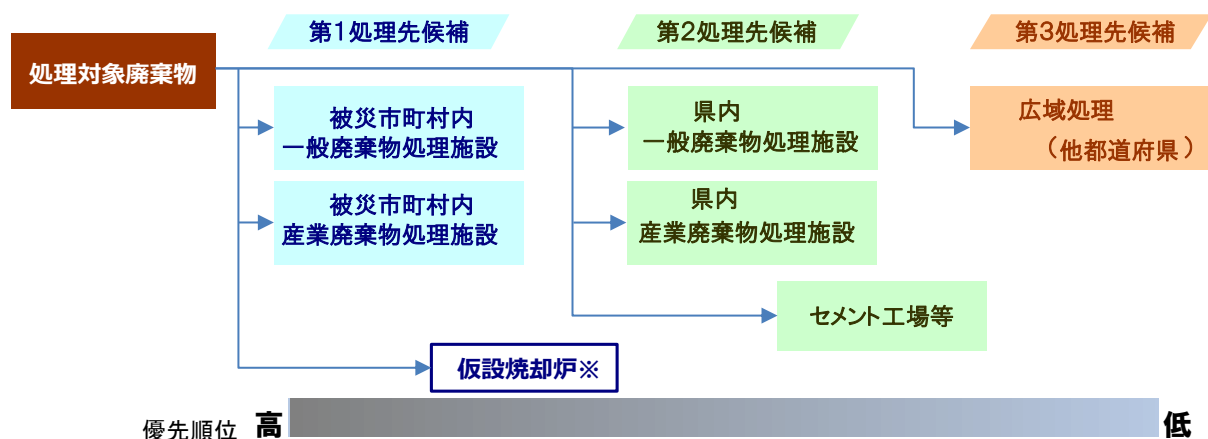 第1処理先候補
第2処理先候補
第3処理先候補
処理対象廃棄物
被災市町村内
一般廃棄物処理施設
県内
一般廃棄物処理施設
広域処理
（他都道府県）
被災市町村内
産業廃棄物処理施設
県内
産業廃棄物処理施設
セメント工場等
仮設焼却炉※
優先順位 高 低